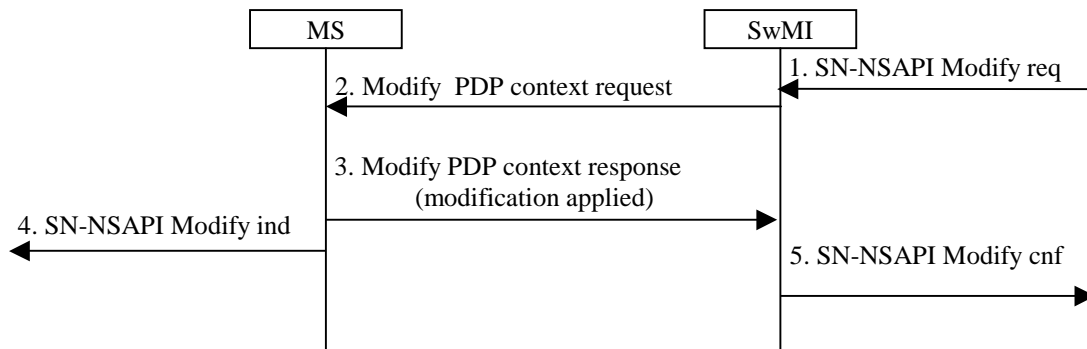 MS
SwMI
1. SN-NSAPI Modify req
2. Modify PDP context request
3. Modify PDP context response
(modification applied)
4. SN-NSAPI Modify ind
5. SN-NSAPI Modify cnf